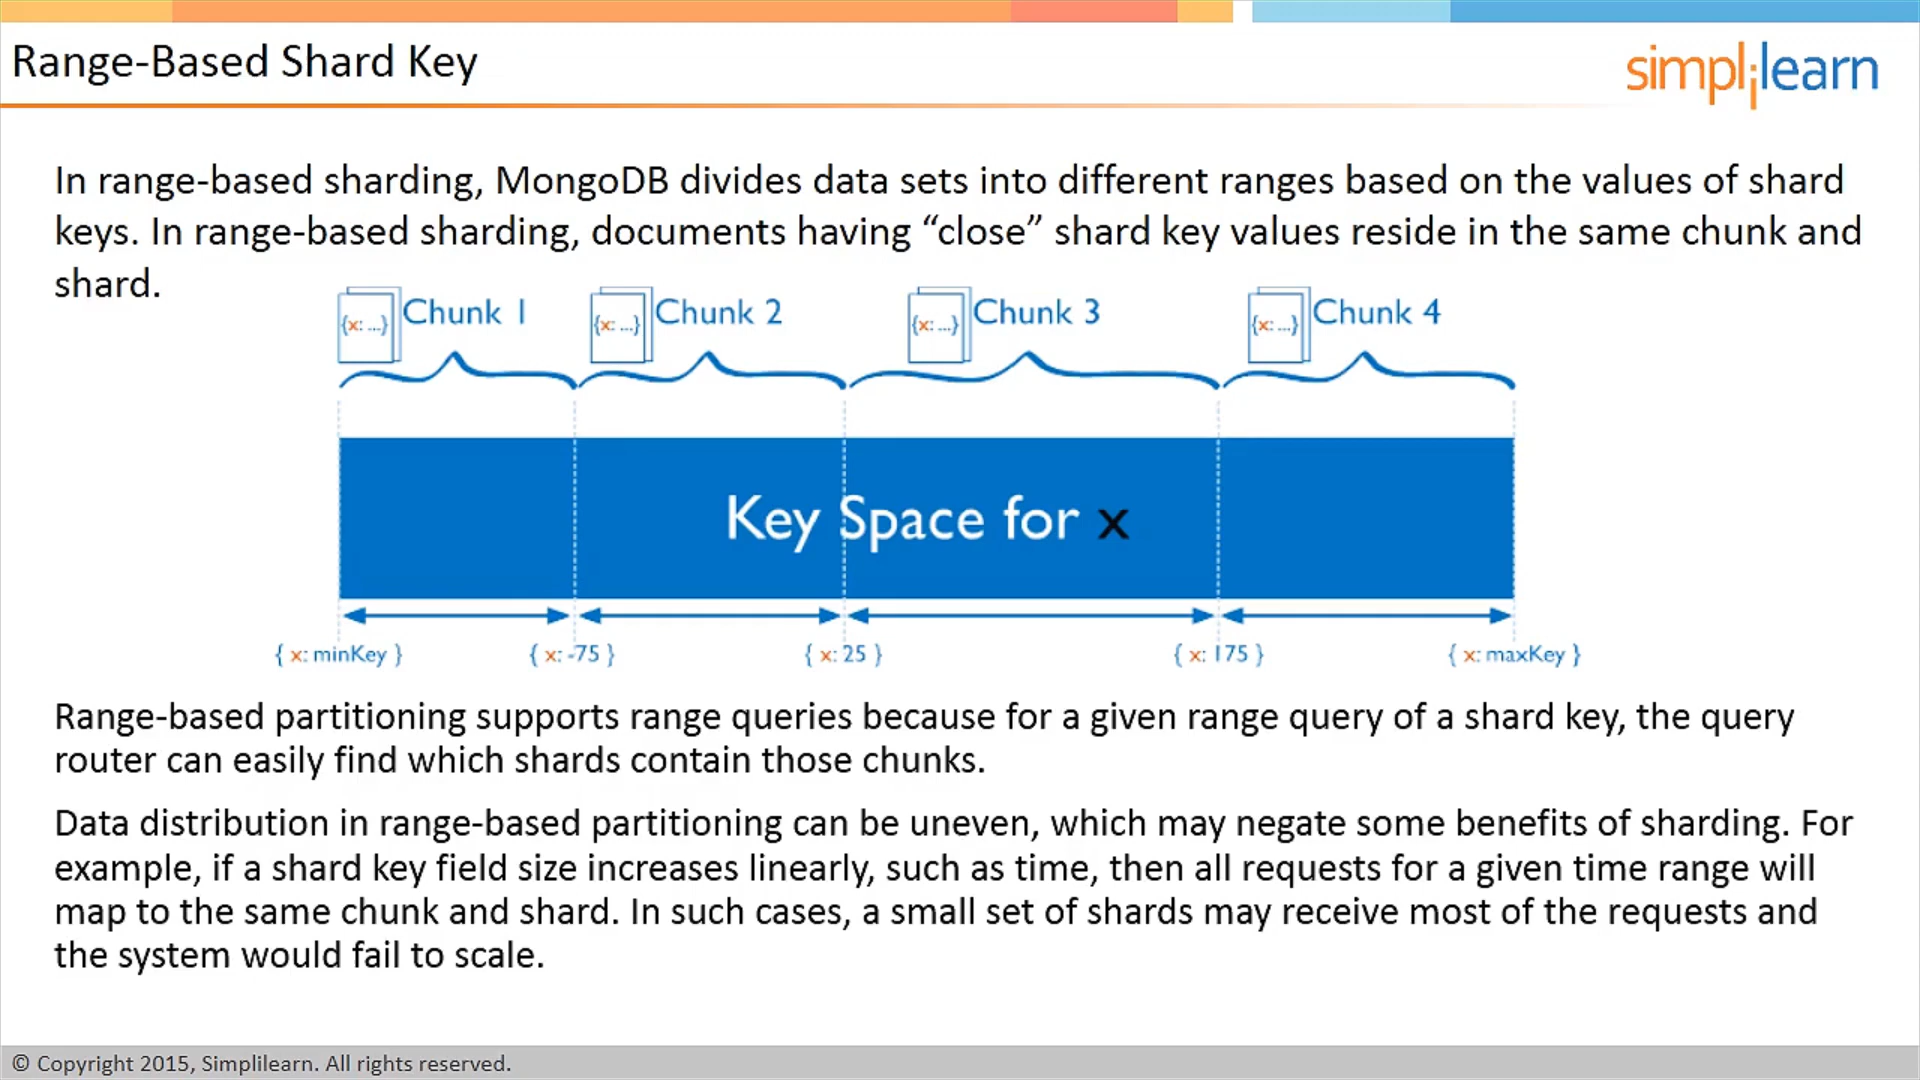 Range-Based Shard Key
simplilearn
In range-based sharding, MongoDB divides data sets into different ranges based on the values of shard
keys. In range-based sharding, documents having “close” shard key values reside in the same chunk and
shard.
{x: ...} Chunk 1 {x: ...} Chunk 2 {x: ...} Chunk 3 {x: ...} Chunk 4
Key Space for x
{ x: minKey } { x: -75 } { x: 25 } { x: 175 } { x: maxKey }
Range-based partitioning supports range queries because for a given range query of a shard key, the query
router can easily find which shards contain those chunks.
Data distribution in range-based partitioning can be uneven, which may negate some benefits of sharding. For
example, if a shard key field size increases linearly, such as time, then all requests for a given time range will
map to the same chunk and shard. In such cases, a small set of shards may receive most of the requests and
the system would fail to scale.
© Copyright 2015, Simplilearn. All rights reserved.